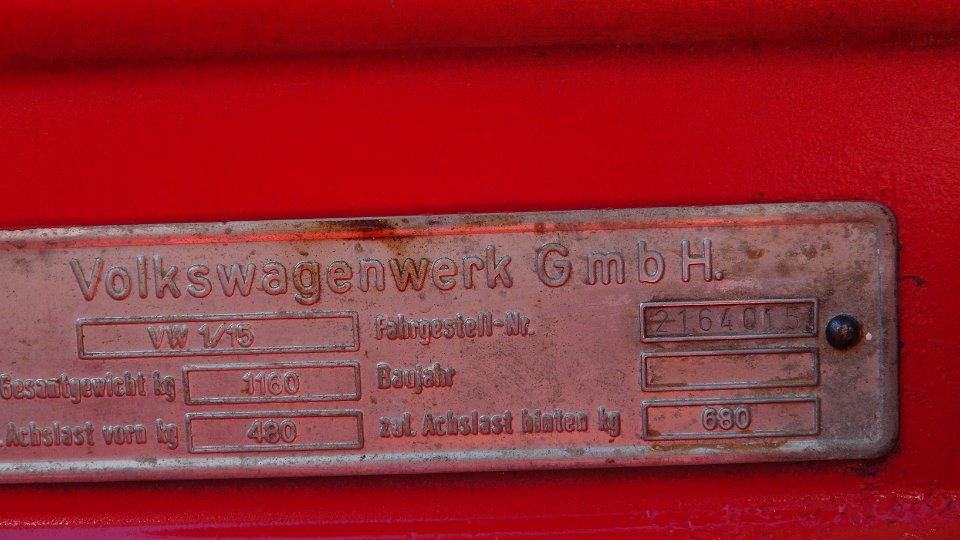 Volkswagenwerk GmbH.
VW 1/15 Fahrgestell-Nr. 2164015
Gesamtgewicht kg 1160 Baujahr
. Achslast vorn kg 480 zul. Achslast hinten kg 680